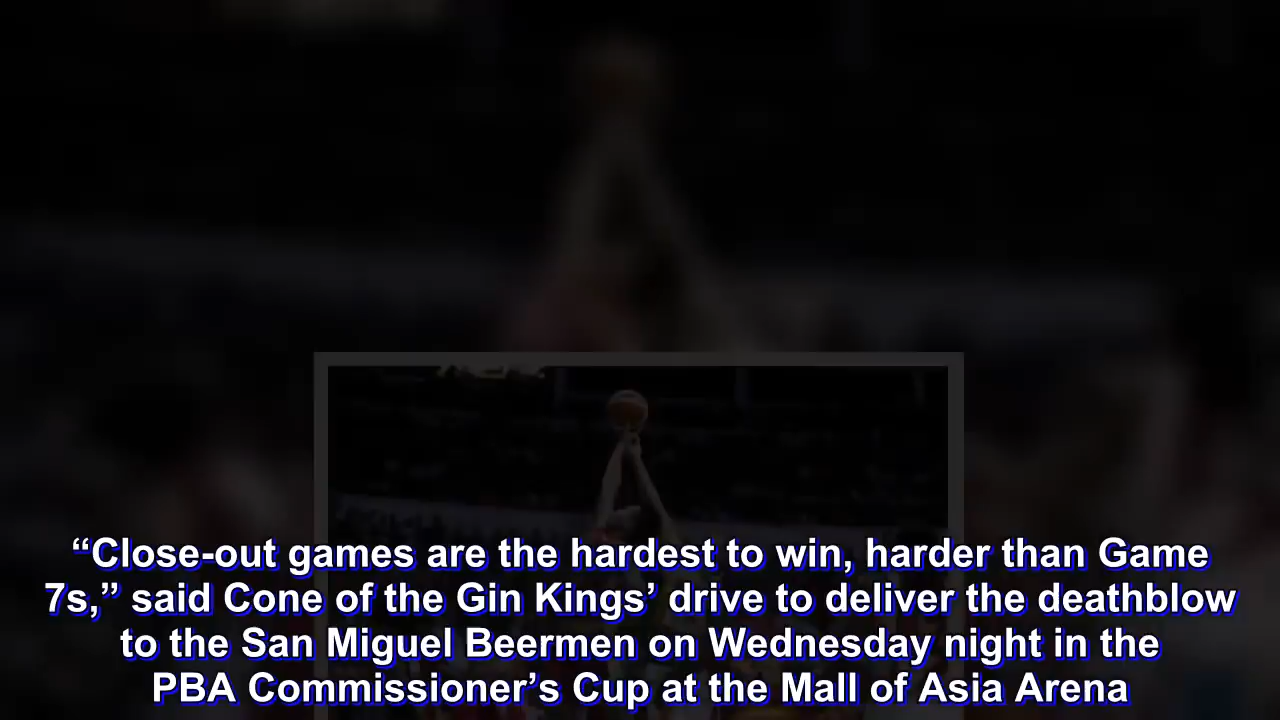 “Close-out games are the hardest to win, harder than Game
7s,” said Cone of the Gin Kings’ drive to deliver the deathblow
to the San Miguel Beermen on Wednesday night in the
PBA Commissioner’s Cup at the Mall of Asia Arena